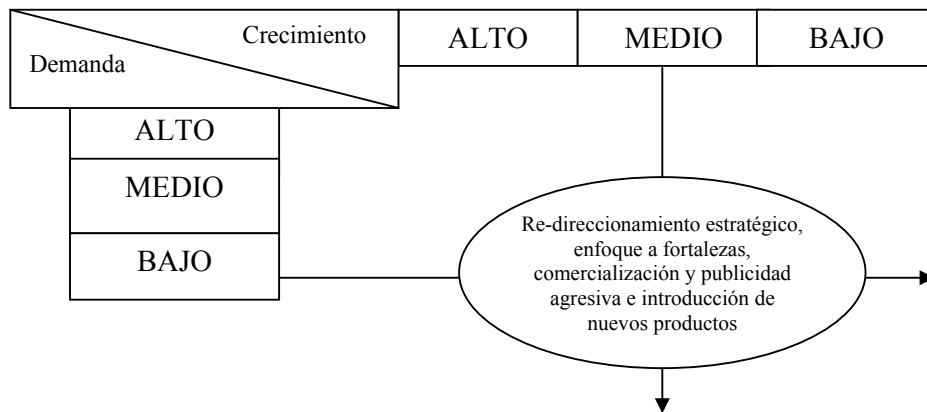 Crecimiento
Demanda
ALTO
MEDIO
BAJO
ALTO
MEDIO
BAJO
Re-direccionamiento estratégico,
enfoque a fortalezas,
comercialización y publicidad
agresiva e introducción de
nuevos productos